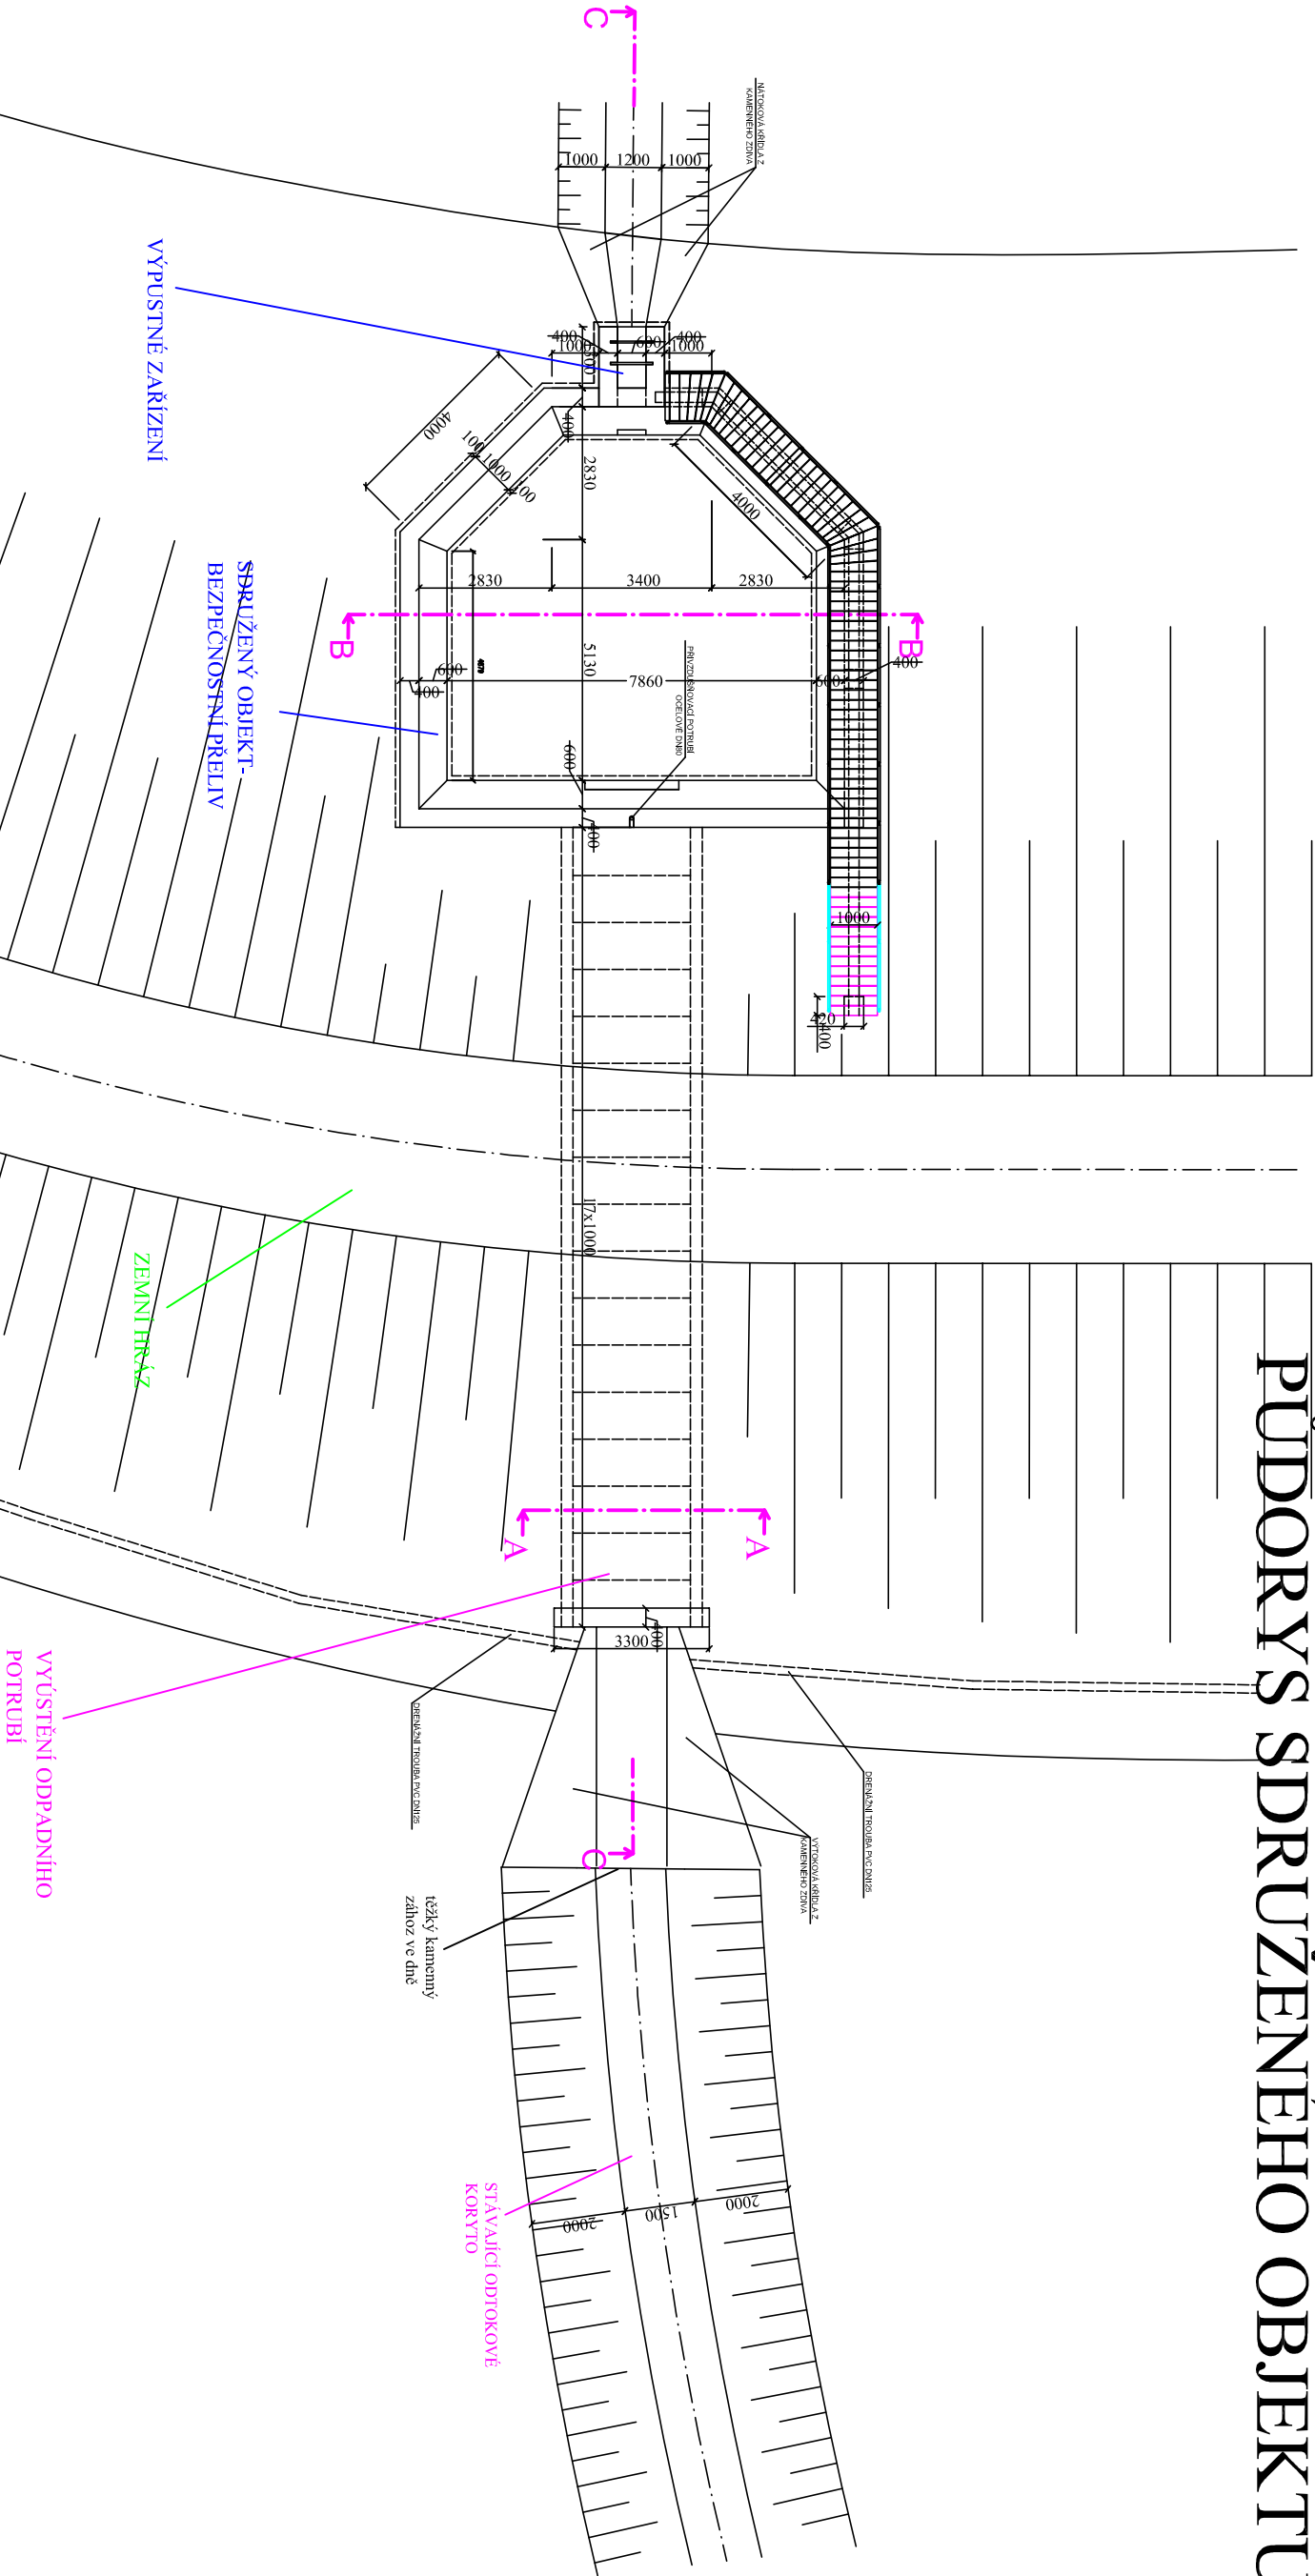 PŮDORYS SDRUŽENÉHO OBJEKTU
C
NÁTOKOVÁ KŘÍDLA Z
KAMENNÉHO ZDIVA
1000
1200
1000
VÝPUSTNÉ ZAŘÍZENÍ
400
1000
600
400
1000
400
4000
100
1000
2830
4000
2830
3400
2830
B
B
5130
7860
600
400
600
400
600
400
PŘIVZDUŠŇOVACÍ POTRUBÍ
OCELOVÉ DN80
SDRUŽENÝ OBJEKT-
BEZPEČNOSTNÍ PŘELIV
1000
420
400
17x1000
ZEMNÍ HRÁZ
A
A
400
3300
VYÚSTĚNÍ ODPADNÍHO
POTRUBÍ
DRENÁŽNÍ TROUBA PVC DN125
DRENÁŽNÍ TROUBA PVC DN125
VÝTOKOVÁ KŘÍDLA Z
KAMENNÉHO ZDIVA
C
těžký kamenný
zához ve dně
2000
1500
2000
STÁVAJÍCÍ ODTOKOVÉ
KORYTO